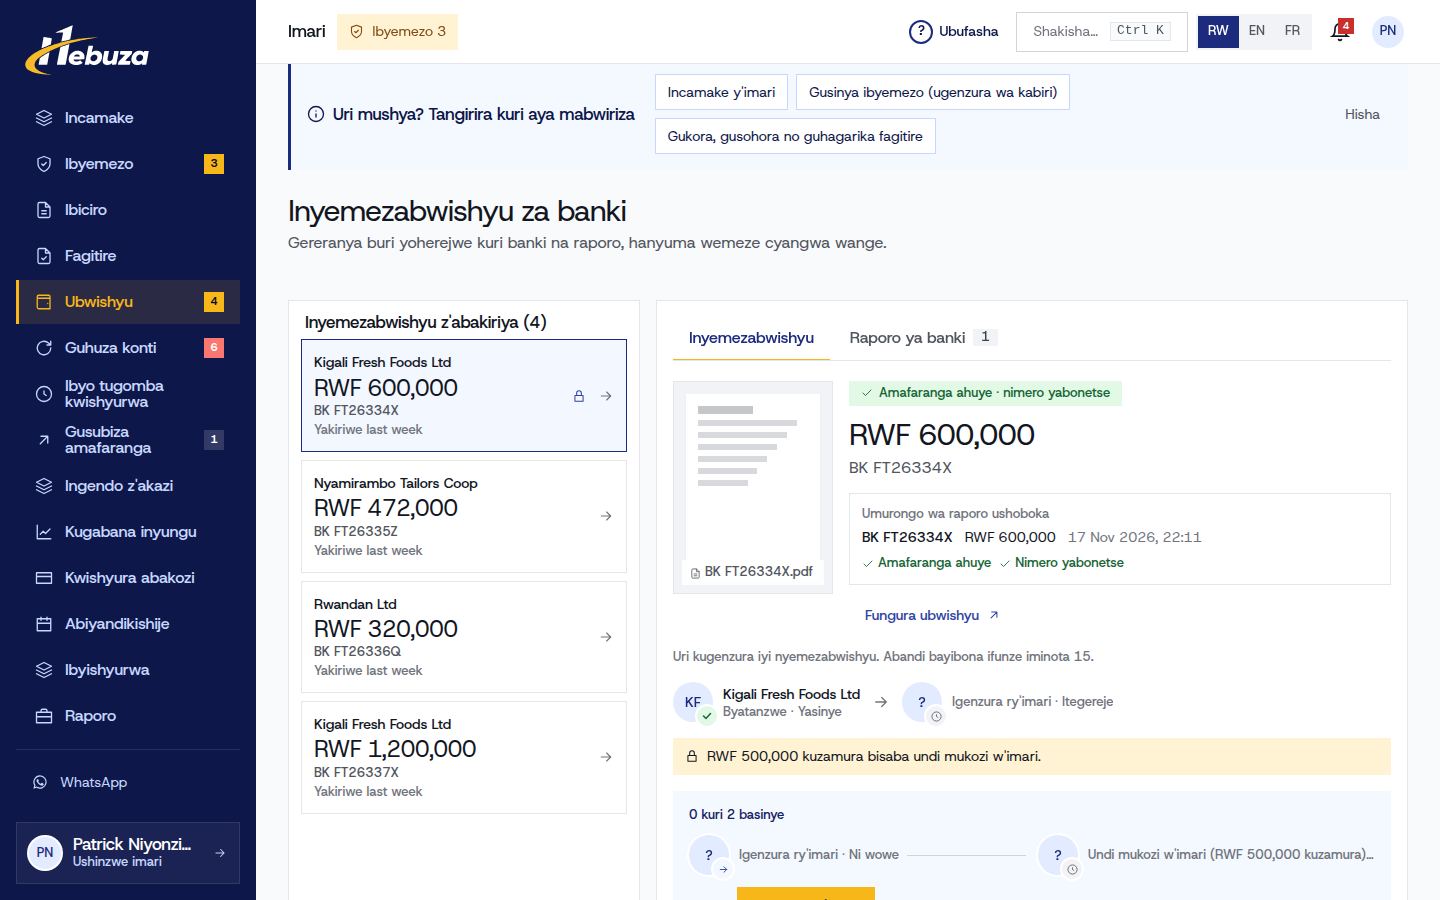 Hebuza
Incamake
Ibyemezo 3
Ibiciro
Fagitire
Ubwishyu 4
Guhuza konti 6
Ibyo tugomba
kwishyurwa
Gusubiza
amafaranga 1
Ingendo z'akazi
Kugabana inyungu
Kwishyura abakozi
Abiyandikishije
Ibyishyurwa
Raporo
WhatsApp
PN Patrick Niyonzi...
Ushinzwe imari
Imari Ibyemezo 3
? Ubufasha
Shakisha... Ctrl K
RW EN FR
4
PN
Uri mushya? Tangirira kuri aya mabwiriza
Incamake y'imari
Gusinya ibyemezo (ugenzura wa kabiri)
Gukora, gusohora no guhagarika fagitire
Hisha
Inyemezabwishyu za banki
Gereranya buri yoherejwe kuri banki na raporo, hanyuma wemeze cyangwa wange.
Inyemezabwishyu z'abakiriya (4)
Kigali Fresh Foods Ltd
RWF 600,000
BK FT26334X
Yakiriwe last week
Nyamirambo Tailors Coop
RWF 472,000
BK FT26335Z
Yakiriwe last week
Rwandan Ltd
RWF 320,000
BK FT26336Q
Yakiriwe last week
Kigali Fresh Foods Ltd
RWF 1,200,000
BK FT26337X
Yakiriwe last week
Inyemezabwishyu Raporo ya banki 1
BK FT26334X.pdf
Amafaranga ahuye · nimero yabonetse
RWF 600,000
BK FT26334X
Umurongo wa raporo ushoboka
BK FT26334X RWF 600,000 17 Nov 2026, 22:11
Amafaranga ahuye Nimero yabonetse
Fungura ubwishyu
Uri kugenzura iyi nyemezabwishyu. Abandi bayibona ifunze iminota 15.
KF Kigali Fresh Foods Ltd
Byatanzwe · Yasinye
? Igenzura ry'imari · Itegereje
RWF 500,000 kuzamura bisaba undi mukozi w'imari.
0 kuri 2 basinye
? Igenzura ry'imari · Ni wowe
? Undi mukozi w'imari (RWF 500,000 kuzamura)...